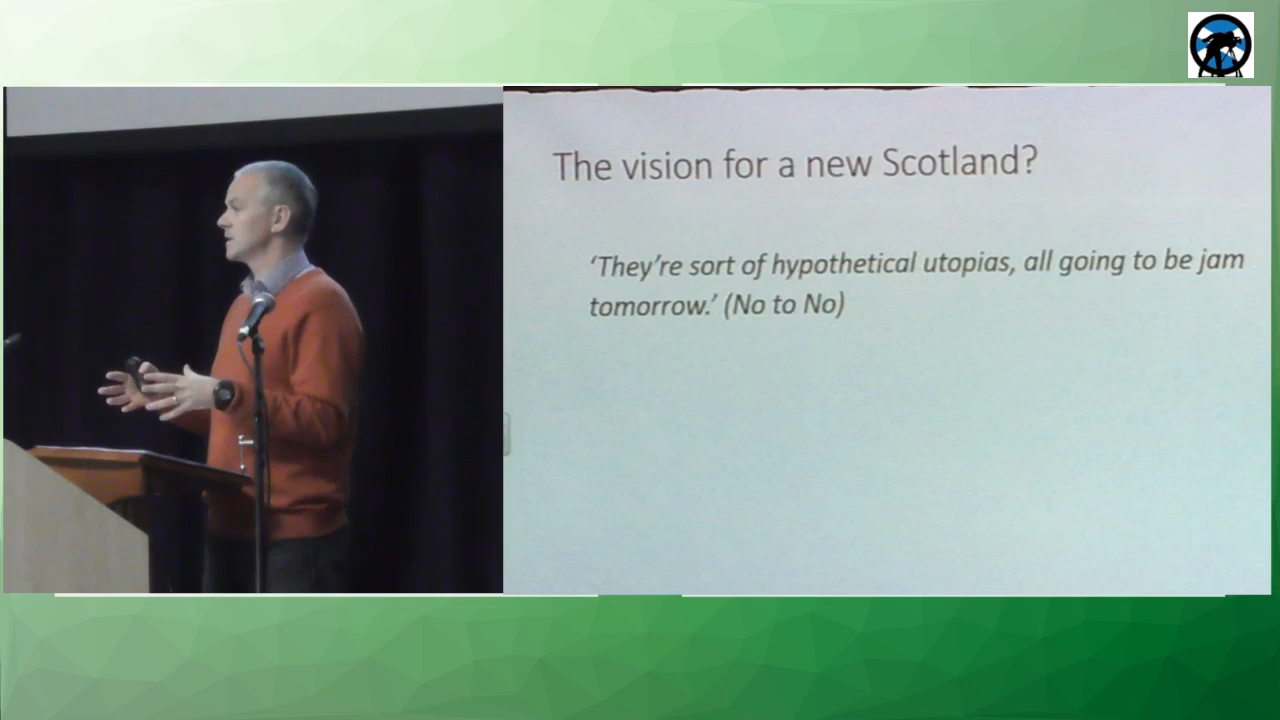 The vision for a new Scotland?
‘They’re sort of hypothetical utopias, all going to be jam
tomorrow.’ (No to No)